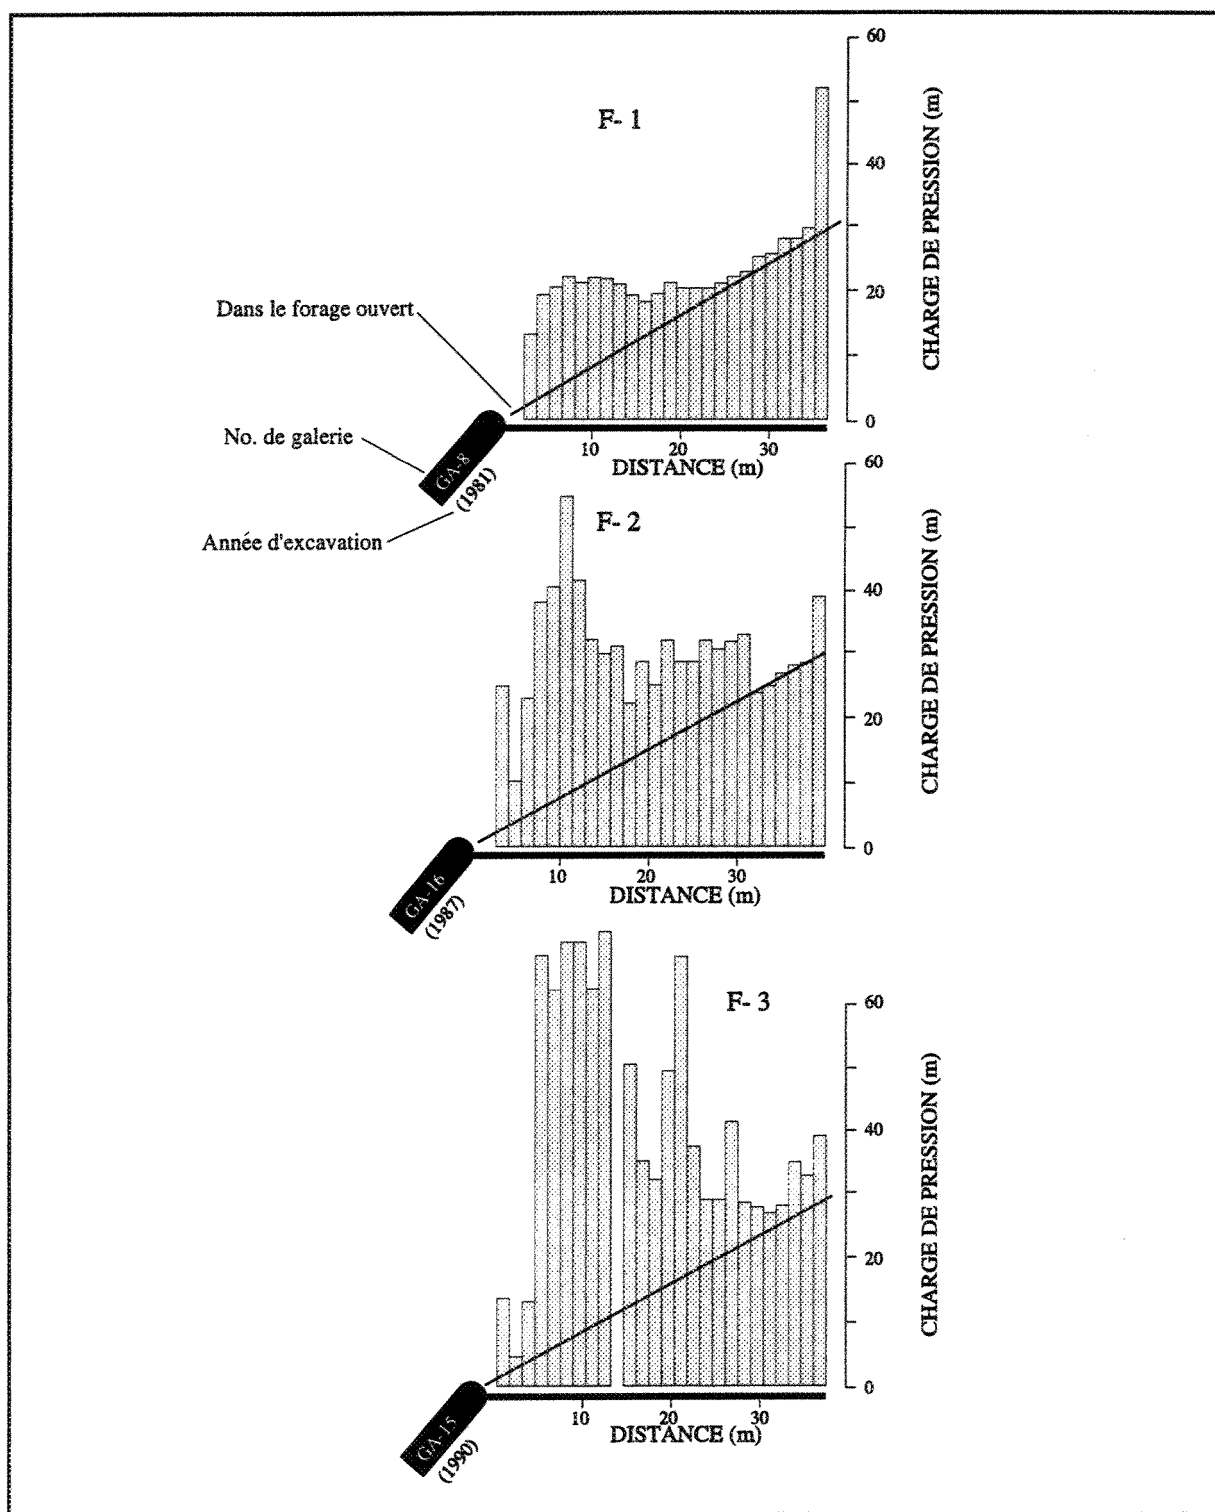 60
F- 1
40
CHARGE DE PRESSION (m)
20
Dans le forage ouvert
0
No. de galerie
GA-8
(1981)
10
20
30
DISTANCE (m)
Année d'excavation
60
F- 2
40
CHARGE DE PRESSION (m)
20
0
10
20
30
DISTANCE (m)
GA-16
(1987)
F- 3
60
40
CHARGE DE PRESSION (m)
20
0
10
20
30
DISTANCE (m)
GA-15
(1990)